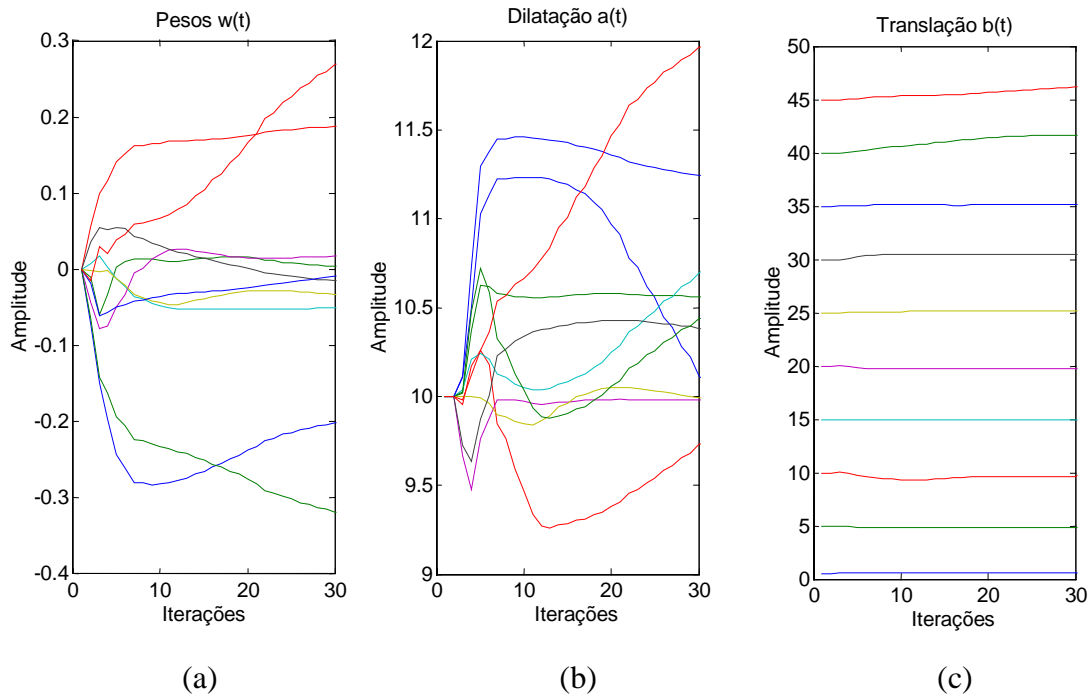 Pesos w(t)
0.3
0.2
0.1
0
-0.1
-0.2
-0.3
-0.4
0 10 20 30
Amplitude
Iterações
(a)
Dilatação a(t)
12
11.5
11
10.5
10
9.5
9
0 10 20 30
Amplitude
Iterações
(b)
Translação b(t)
50
45
40
35
30
25
20
15
10
5
0
0 10 20 30
Amplitude
Iterações
(c)